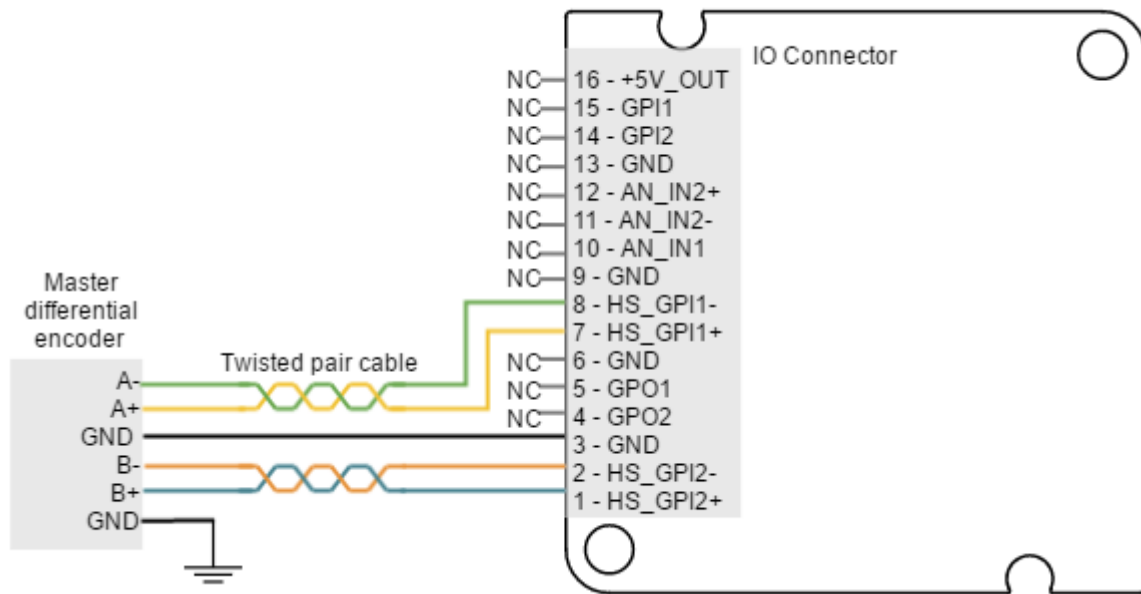 IO Connector
NC 16 - +5V_OUT
NC 15 - GPI1
NC 14 - GPI2
NC 13 - GND
NC 12 - AN_IN2+
NC 11 - AN_IN2-
NC 10 - AN_IN1
NC 9 - GND
8 - HS_GPI1-
7 - HS_GPI1+
NC 6 - GND
NC 5 - GPO1
NC 4 - GPO2
3 - GND
2 - HS_GPI2-
1 - HS_GPI2+
Master
differential
encoder
Twisted pair cable
A-
A+
GND
B-
B+
GND